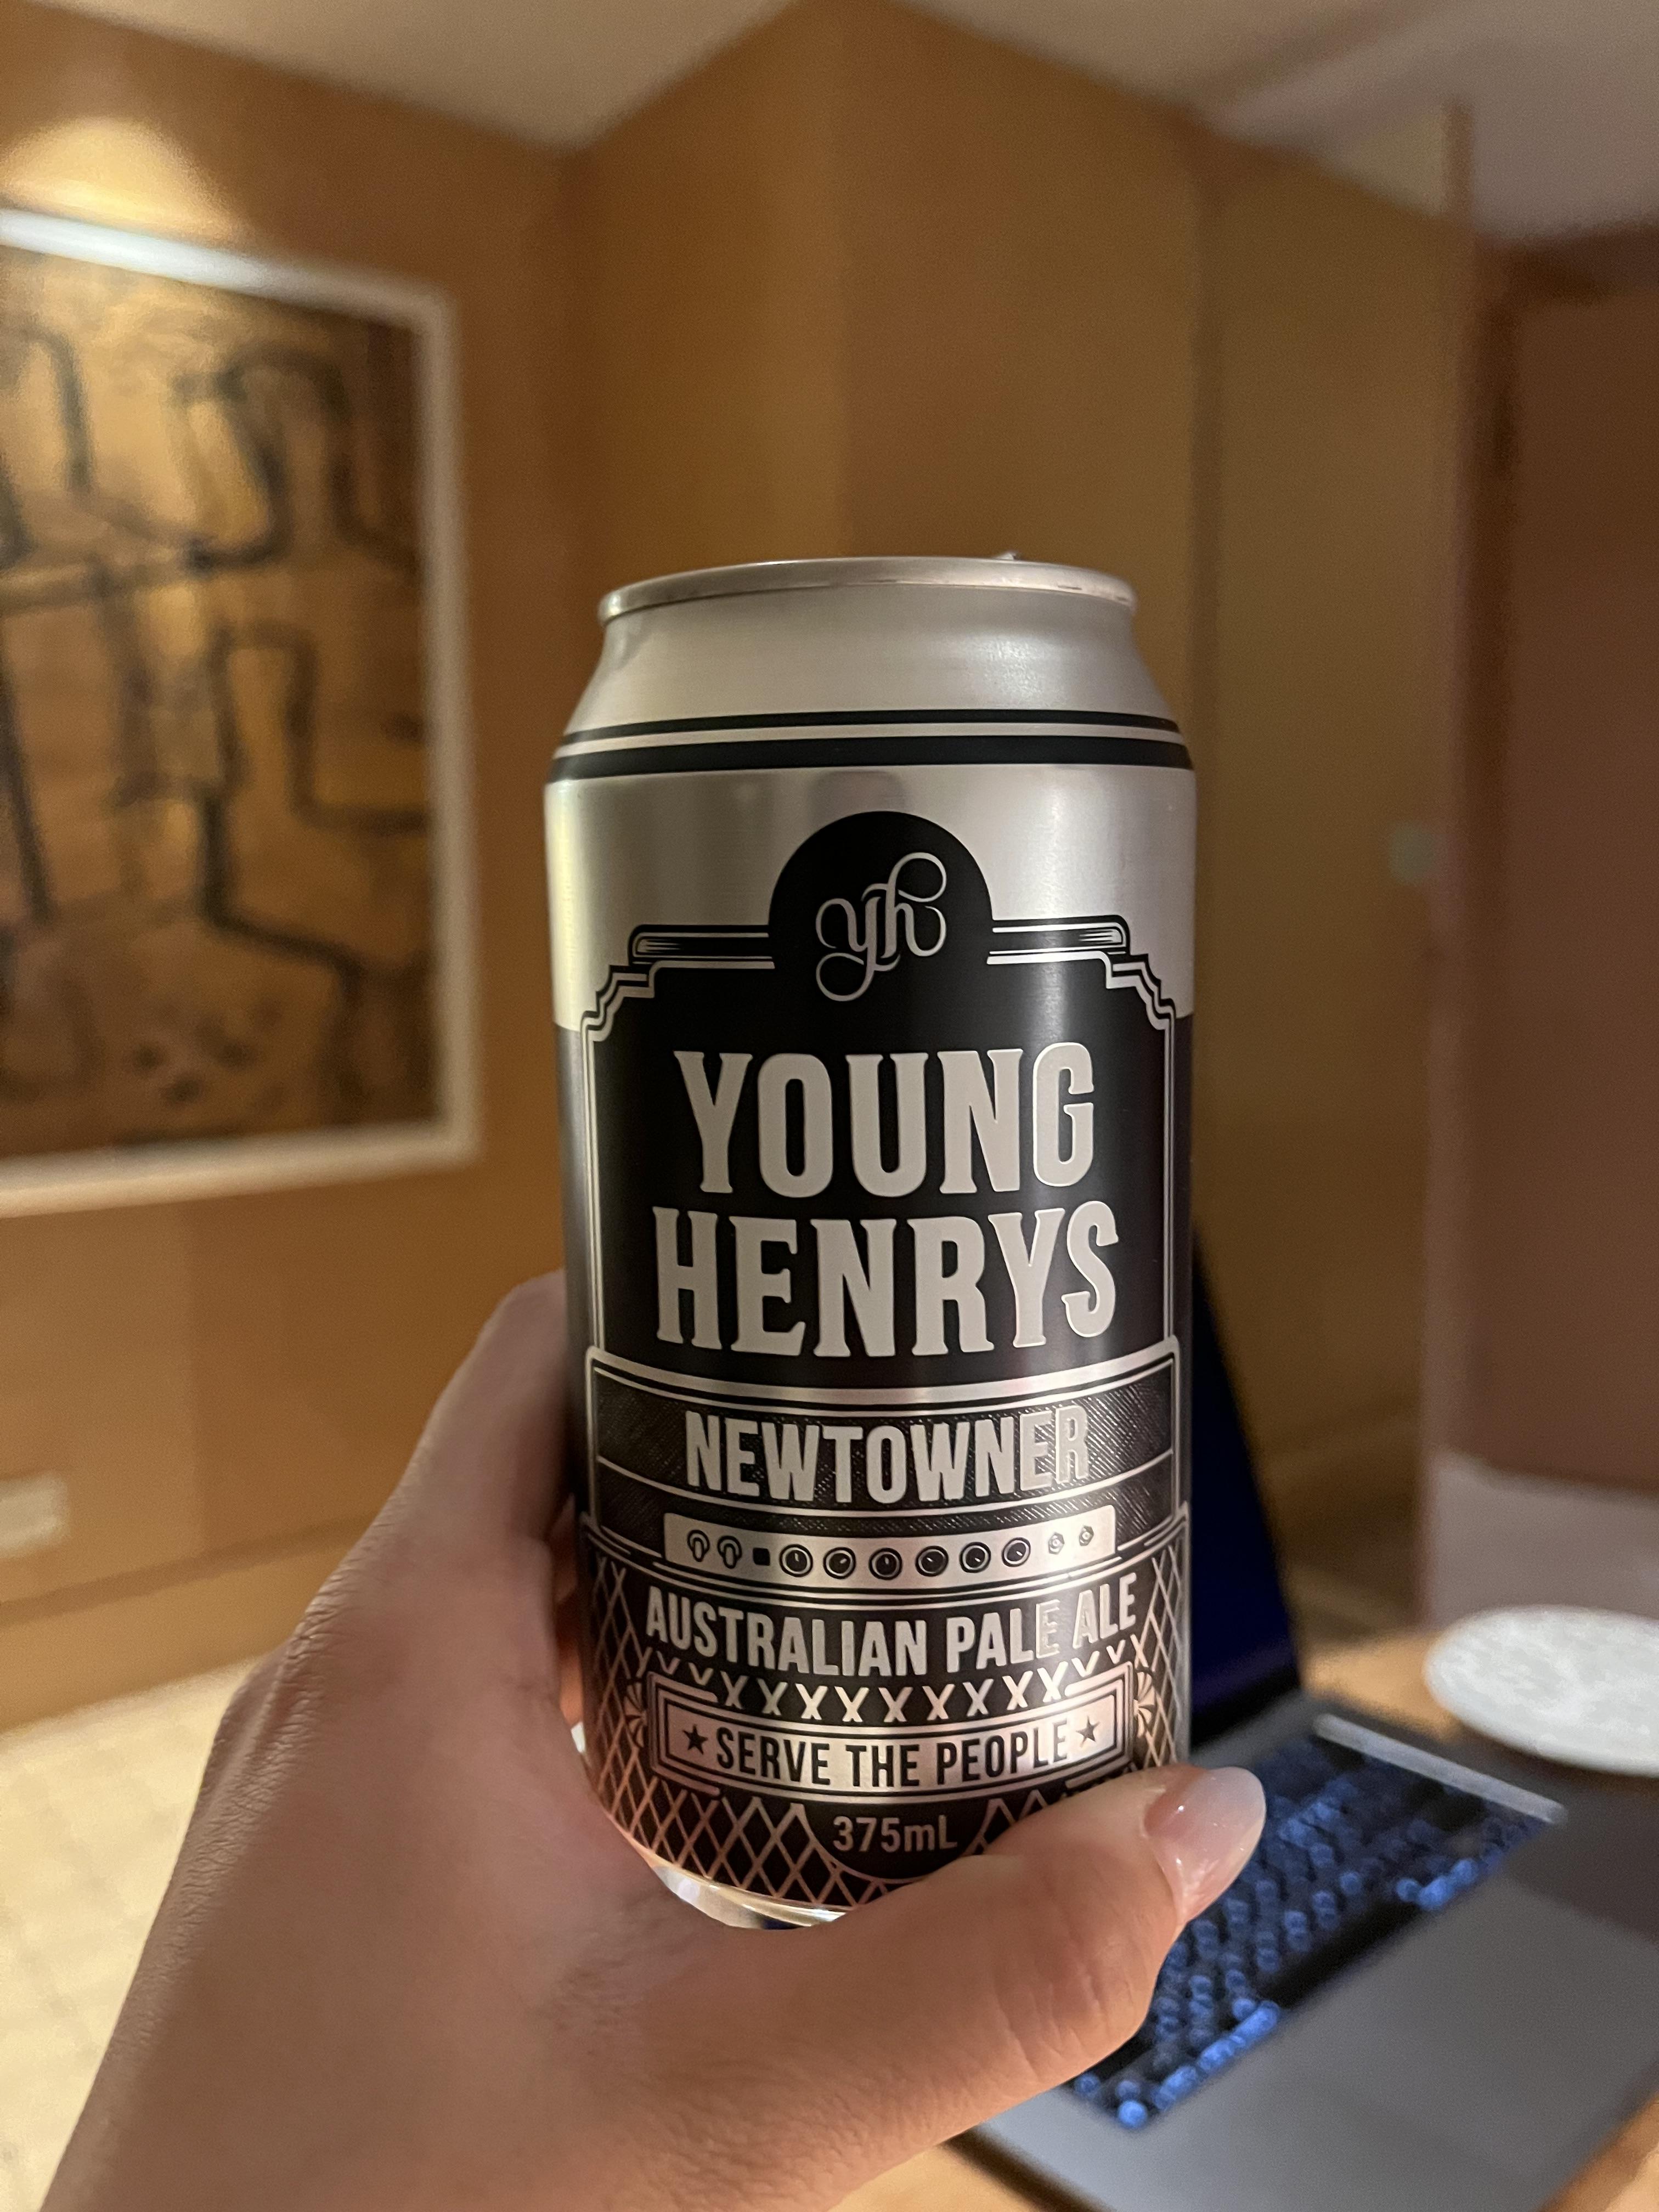 yh
YOUNG
HENRYS
NEWTOWNER
AUSTRALIAN PALE ALE
SERVE THE PEOPLE
375mL